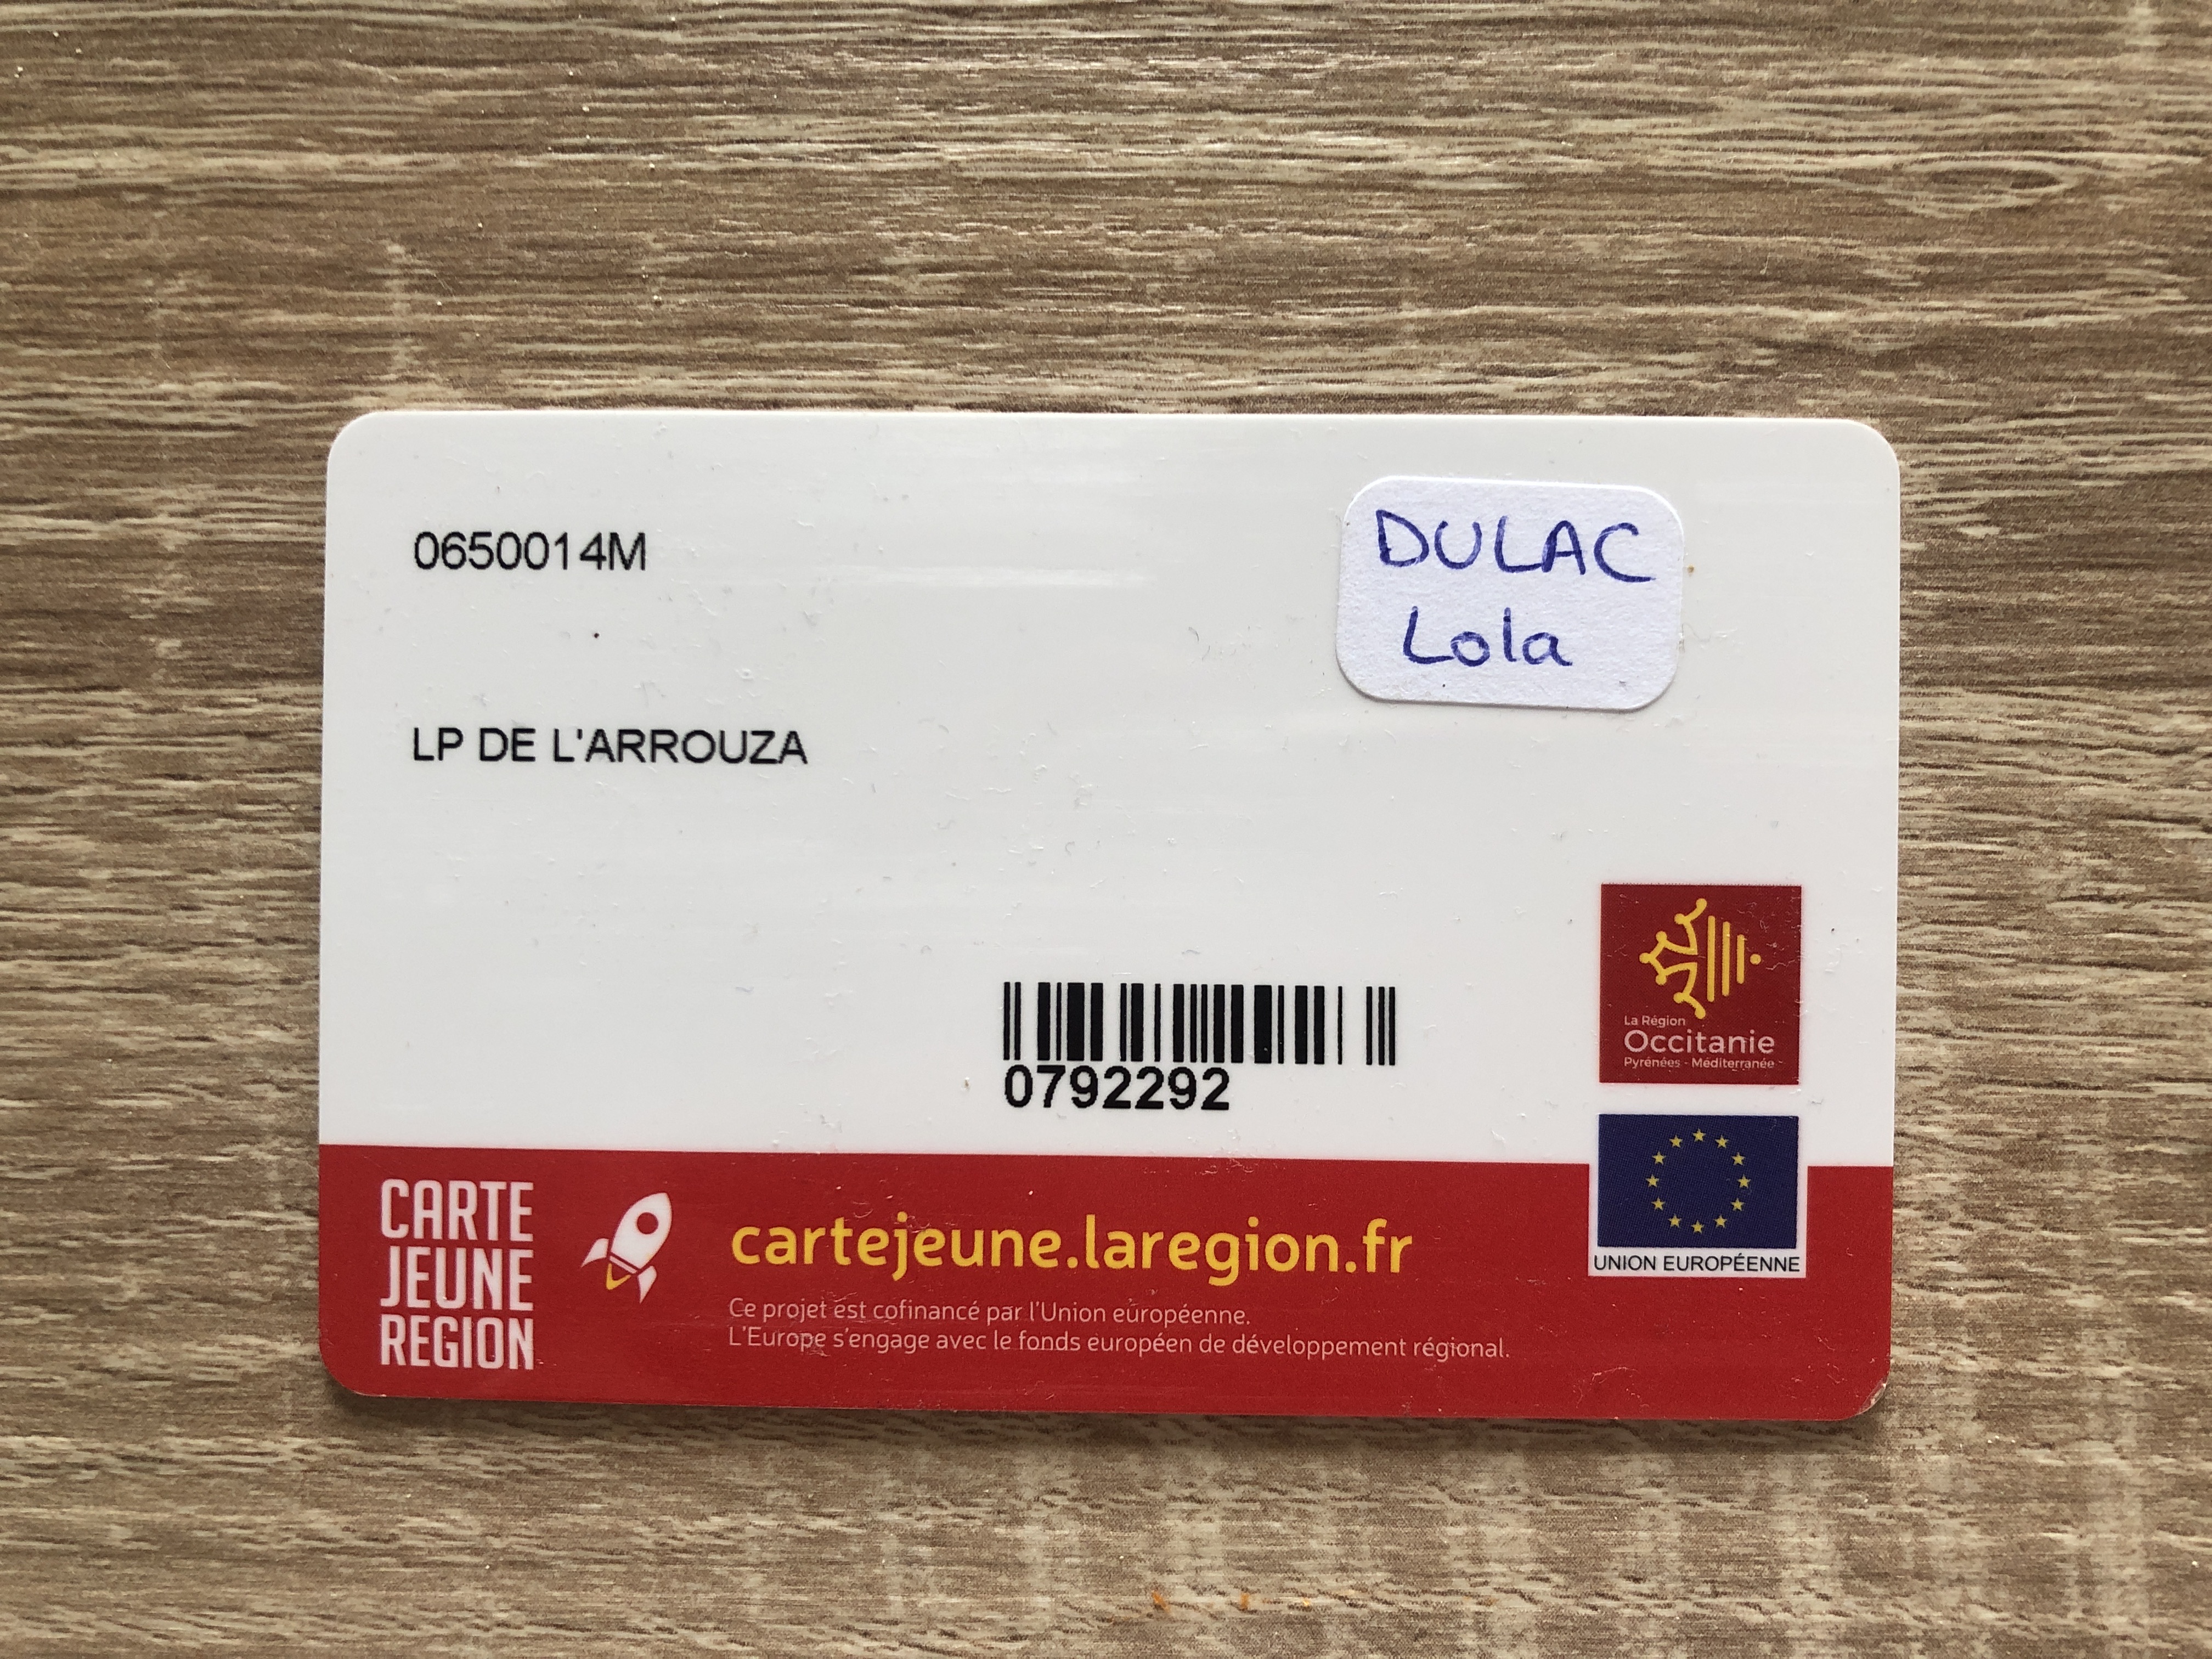 0650014M
DULAC
Lola
LP DE L'ARROUZA
La Région
Occitanie
Pyrénées - Méditerranée
0792292
UNION EUROPÉENNE
CARTE
JEUNE
REGION
cartejeune.laregion.fr
Ce projet est cofinancé par l'Union européenne.
L'Europe s'engage avec le fonds européen de développement régional.